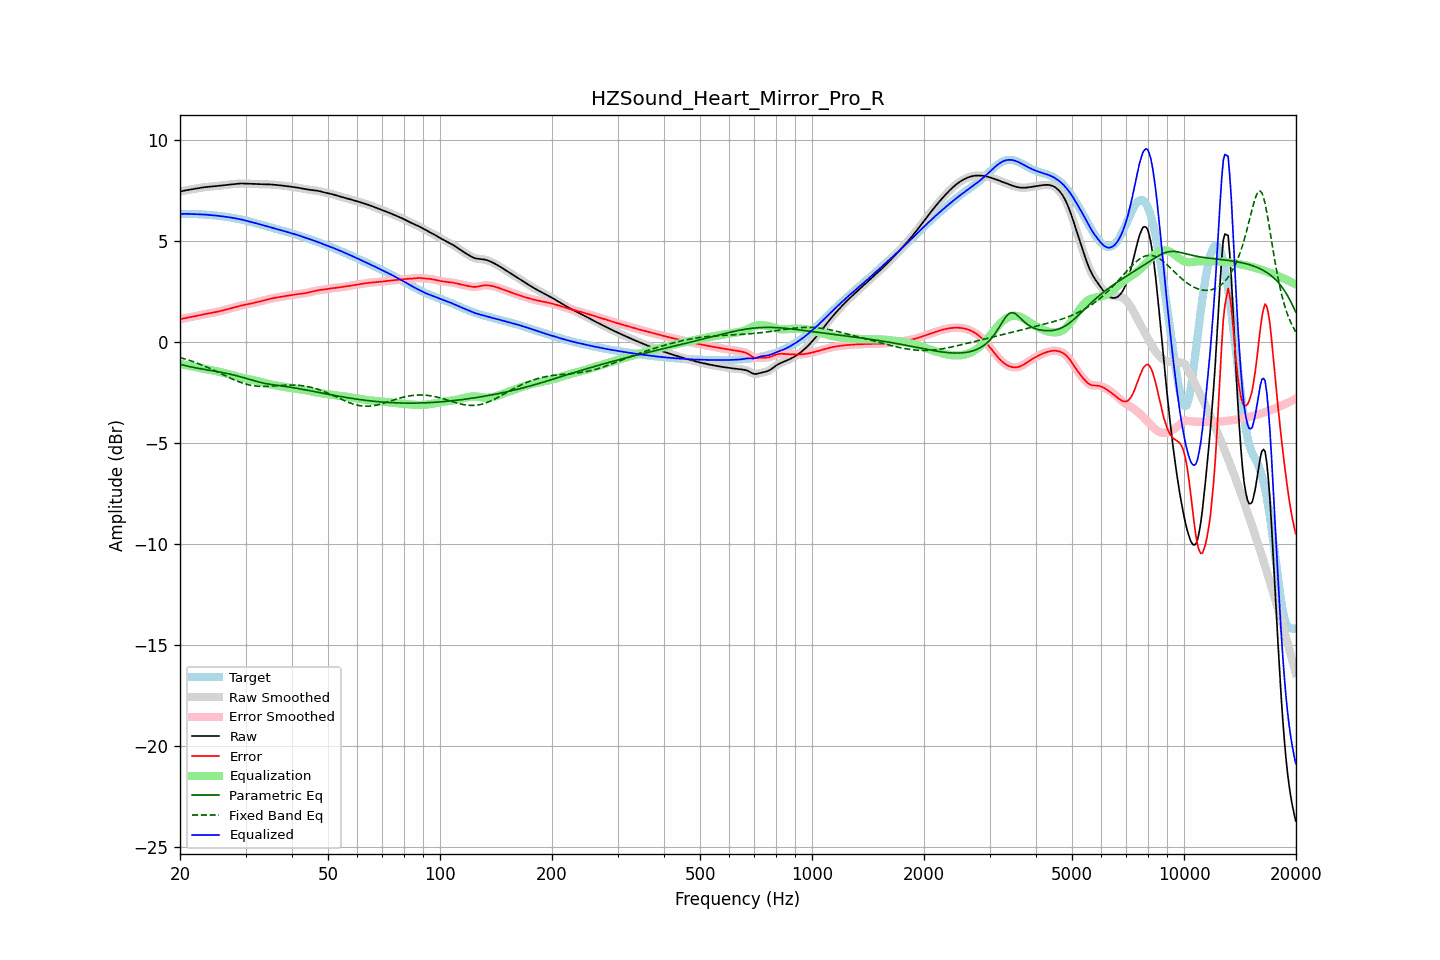 HZSound_Heart_Mirror_Pro_R
10
5
0
−5
−10
−15
−20
−25
Amplitude (dBr)
Target
Raw Smoothed
Error Smoothed
Raw
Error
Equalization
Parametric Eq
Fixed Band Eq
Equalized
20 50 100 200 500 1000 2000 5000 10000 20000
Frequency (Hz)